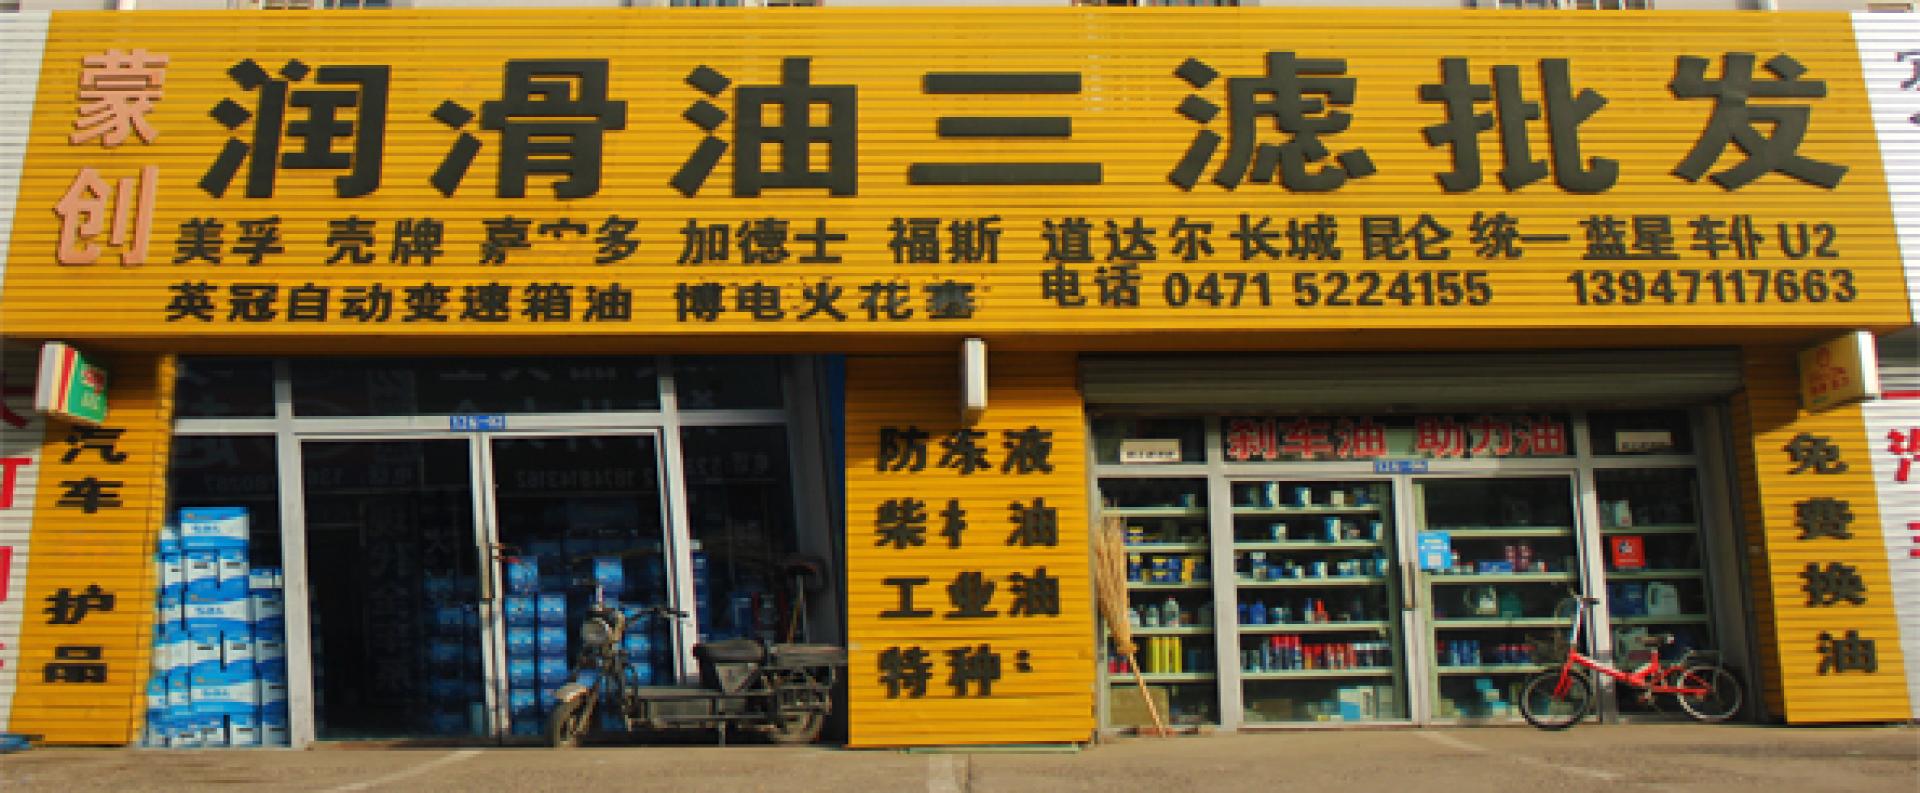 蒙创
润滑油三滤批发
美孚 壳牌 嘉 多 加德士 福斯 道达尔 长城 昆仑 统一 蓝星 车仆 U2
英冠自动变速箱油 博电火花塞 电话 0471 5224155 13947117663
汽车 护品
防冻液
柴 油
工业油
特种
刹车油 助力油
免费换油